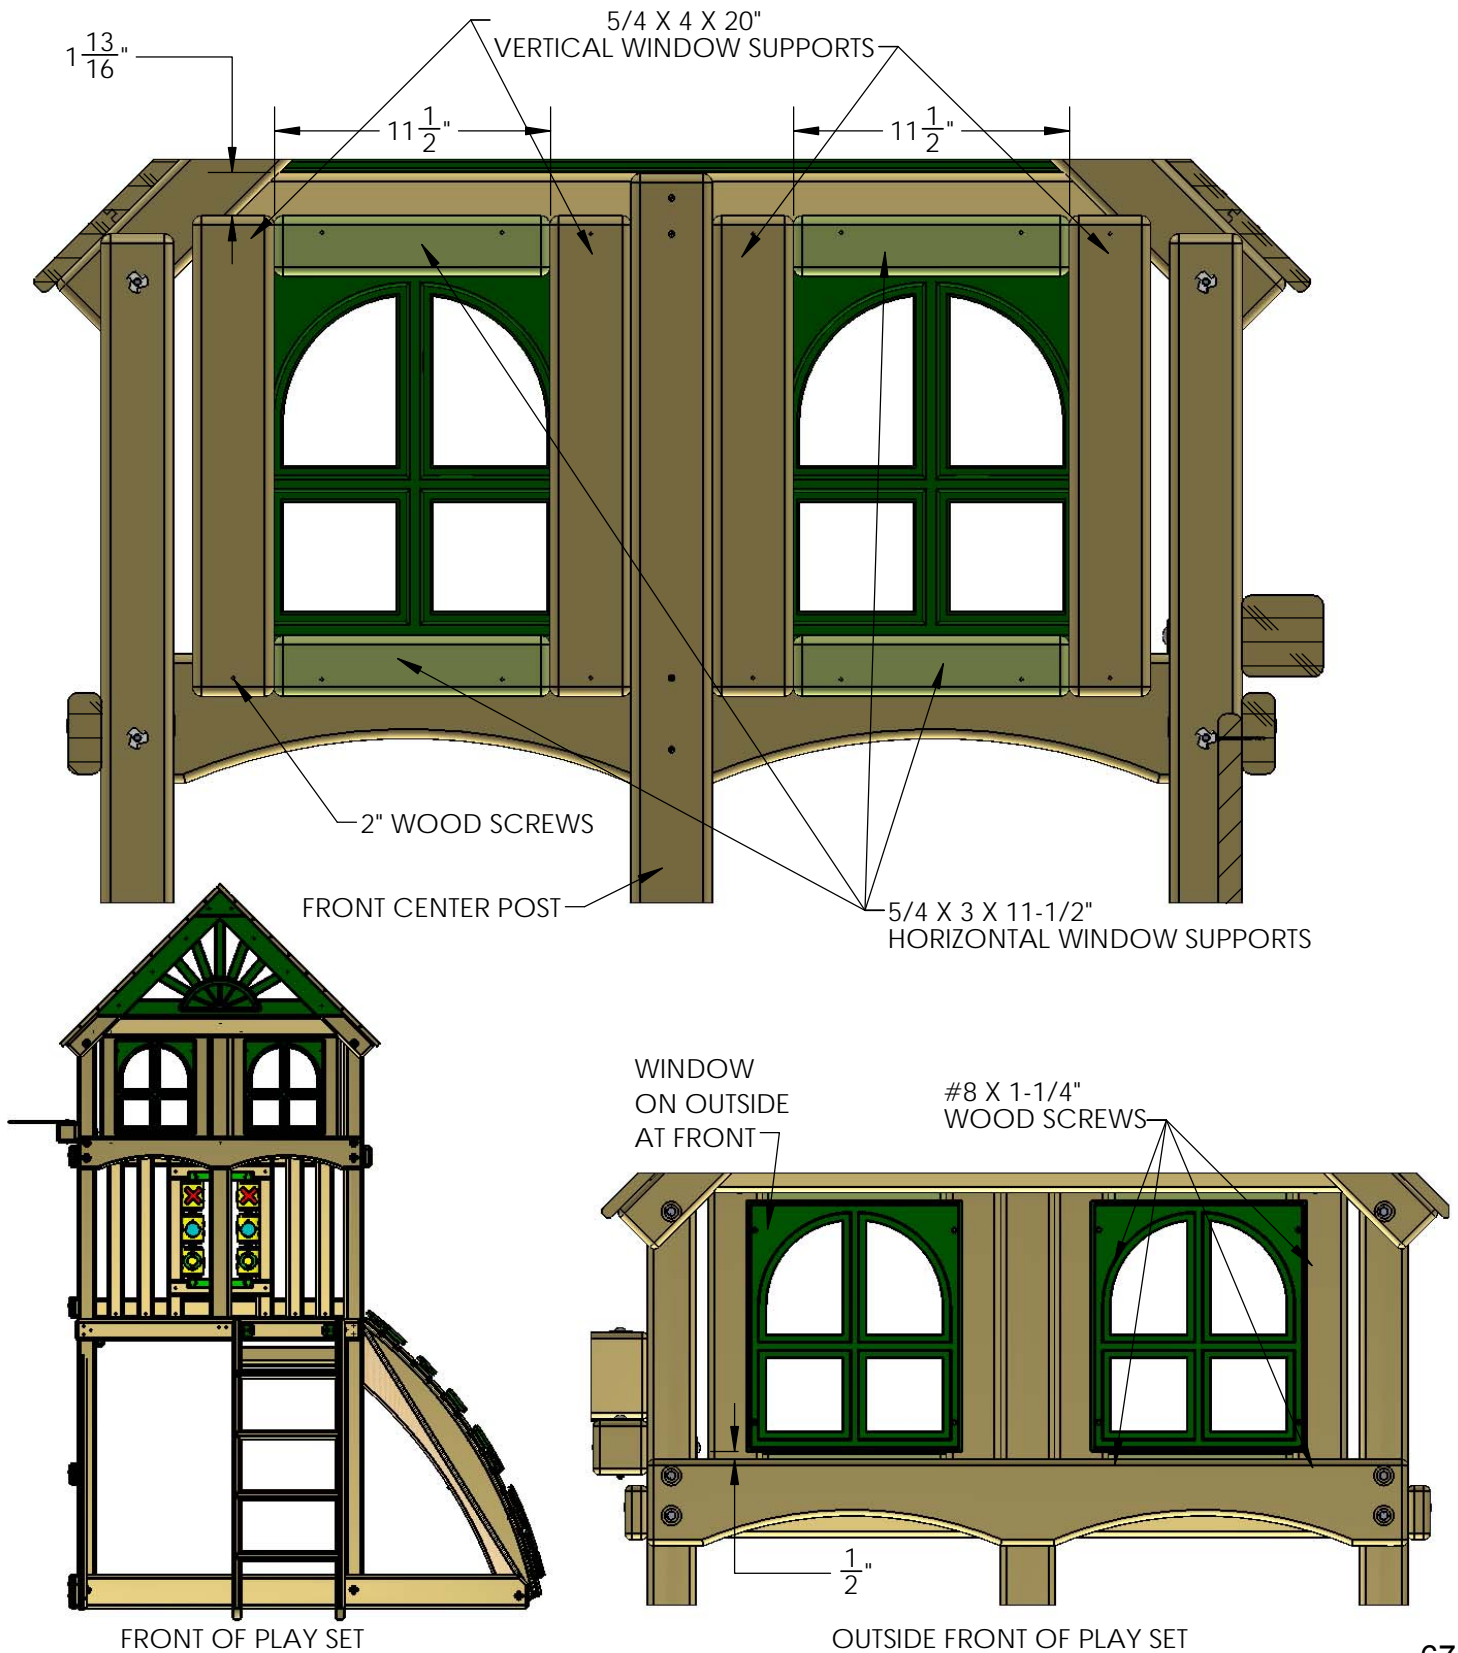 5/4 X 4 X 20"
VERTICAL WINDOW SUPPORTS
1 13/16"
11 1/2"
11 1/2"
2" WOOD SCREWS
FRONT CENTER POST
5/4 X 3 X 11-1/2"
HORIZONTAL WINDOW SUPPORTS
WINDOW
ON OUTSIDE
AT FRONT
#8 X 1-1/4"
WOOD SCREWS
1/2"
FRONT OF PLAY SET
OUTSIDE FRONT OF PLAY SET